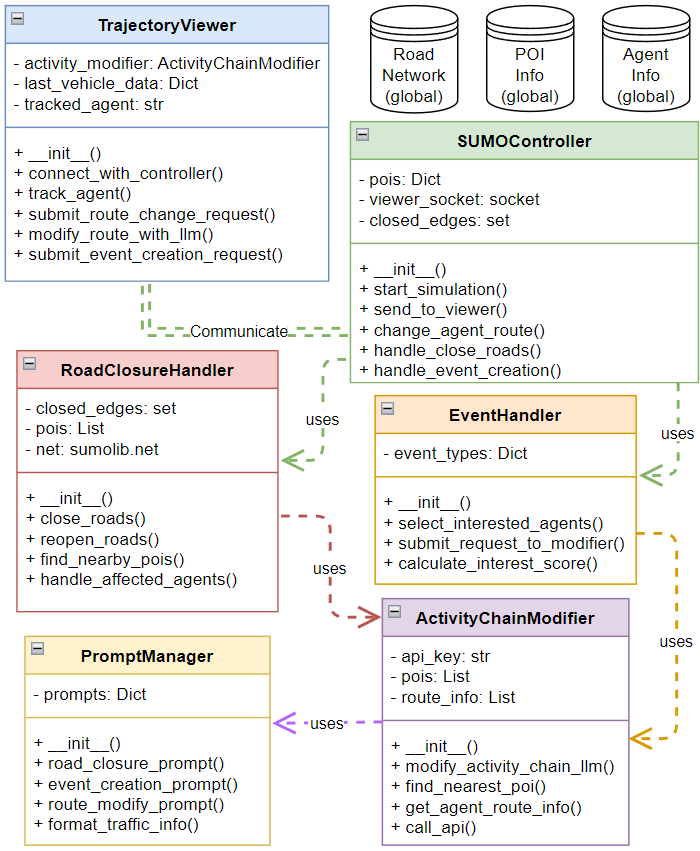 TrajectoryViewer
- activity_modifier: ActivityChainModifier
- last_vehicle_data: Dict
- tracked_agent: str
+ __init__()
+ connect_with_controller()
+ track_agent()
+ submit_route_change_request()
+ modify_route_with_llm()
+ submit_event_creation_request()
Road
Network
(global)
POI
Info
(global)
Agent
Info
(global)
SUMOController
- pois: Dict
- viewer_socket: socket
- closed_edges: set
+ __init__()
+ start_simulation()
+ send_to_viewer()
+ change_agent_route()
+ handle_close_roads()
+ handle_event_creation()
Communicate
RoadClosureHandler
- closed_edges: set
- pois: List
- net: sumolib.net
+ __init__()
+ close_roads()
+ reopen_roads()
+ find_nearby_pois()
+ handle_affected_agents()
uses
uses
EventHandler
- event_types: Dict
+ __init__()
+ select_interested_agents()
+ submit_request_to_modifier()
+ calculate_interest_score()
uses
uses
ActivityChainModifier
- api_key: str
- pois: List
- route_info: List
+ __init__()
+ modify_activity_chain_llm()
+ find_nearest_poi()
+ get_agent_route_info()
+ call_api()
uses
PromptManager
- prompts: Dict
+ __init__()
+ road_closure_prompt()
+ event_creation_prompt()
+ route_modify_prompt()
+ format_traffic_info()